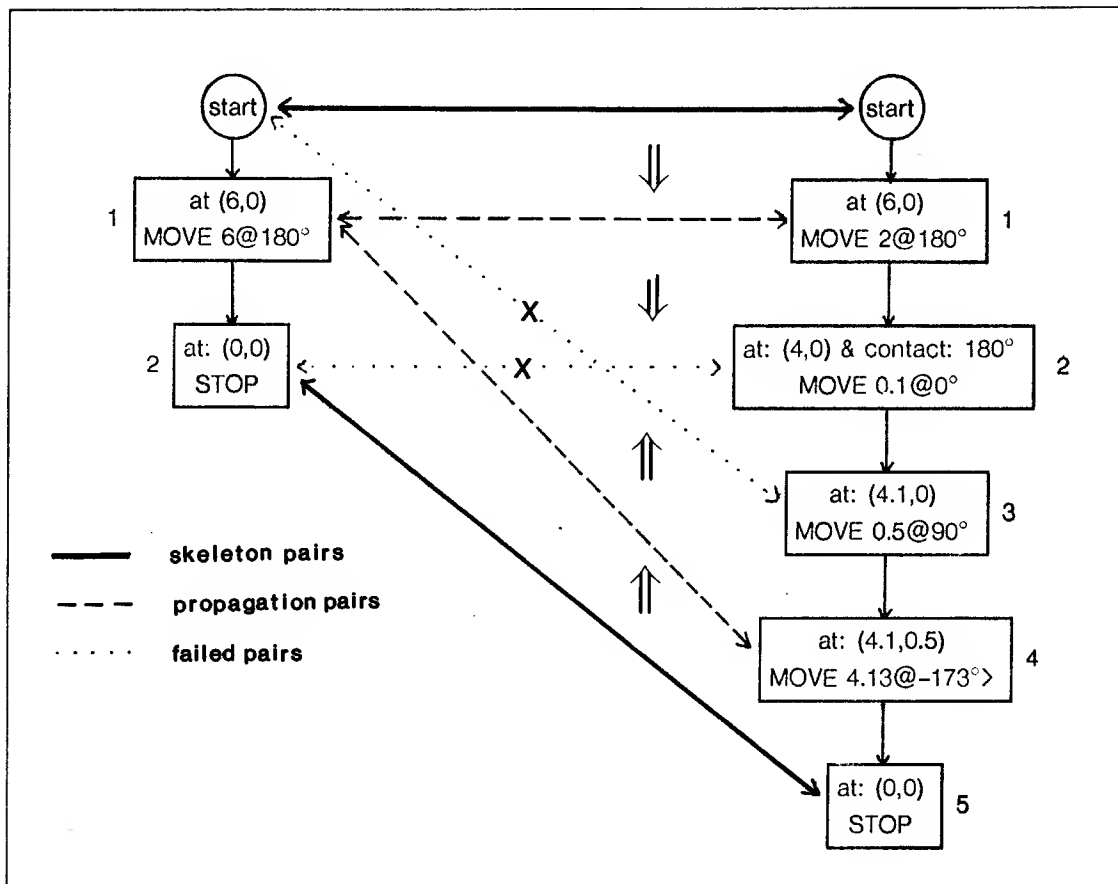 start
start
1
at (6,0)
MOVE 6@180°
at (6,0)
MOVE 2@180°
1
X
2
at: (0,0)
STOP
X
at: (4,0) & contact: 180°
MOVE 0.1@0°
2
at: (4.1,0)
MOVE 0.5@90°
3
skeleton pairs
propagation pairs
failed pairs
at: (4.1,0.5)
MOVE 4.13@-173°>
4
at: (0,0)
STOP
5